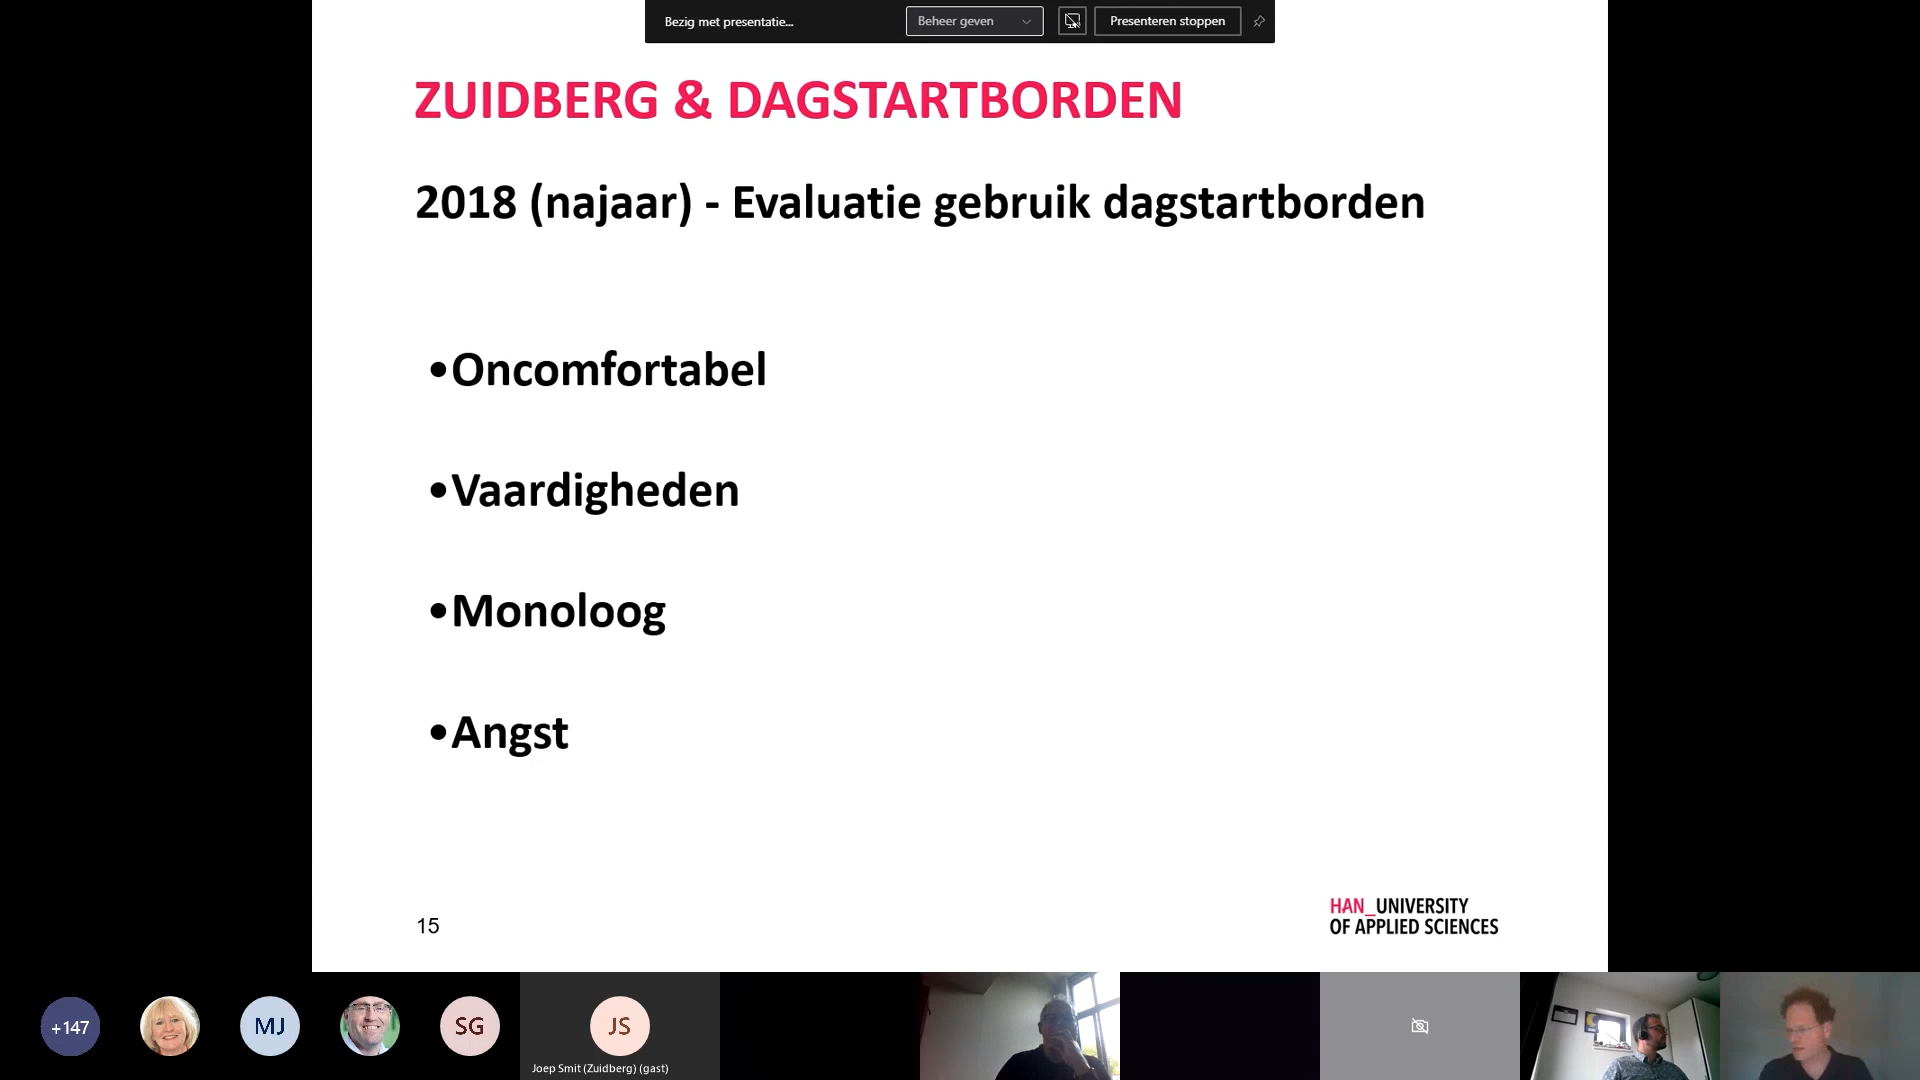 Bezig met presentatie...
Beheer geven
Presenteren stoppen
ZUIDBERG & DAGSTARTBORDEN
2018 (najaar) - Evaluatie gebruik dagstartborden
•Oncomfortabel
•Vaardigheden
•Monoloog
•Angst
15
HAN_UNIVERSITY
OF APPLIED SCIENCES
+147
MJ
SG
JS
Joep Smit (Zuidberg) (gast)